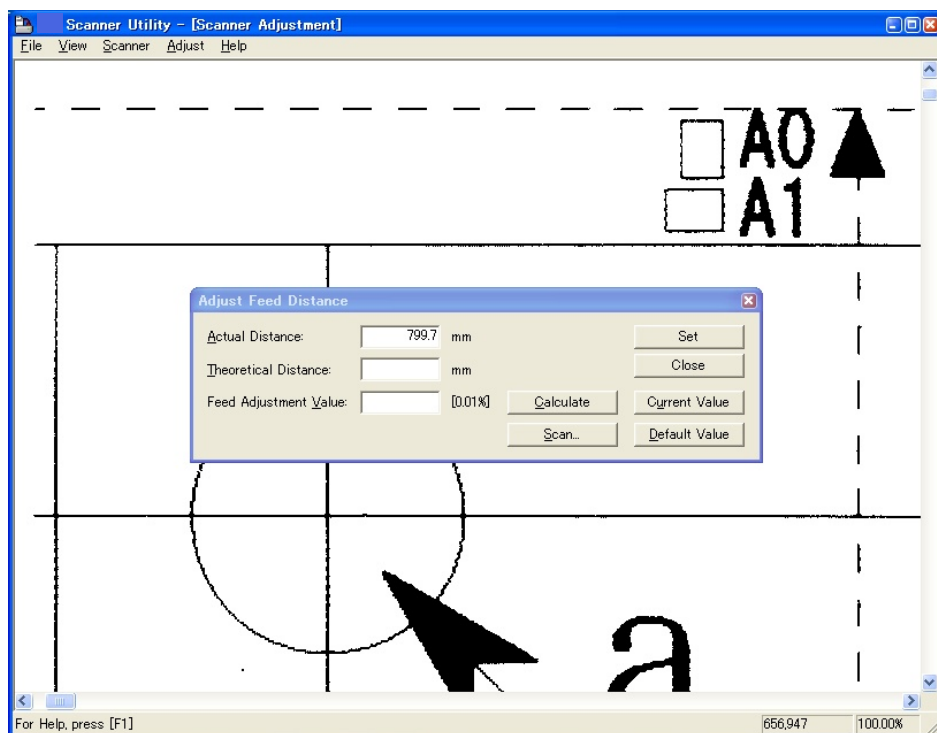 Scanner Utility - [Scanner Adjustment]
File View Scanner Adjust Help
A0
A1
Adjust Feed Distance
Actual Distance: 799.7 mm Set
Theoretical Distance: mm Close
Feed Adjustment Value: [0.01%] Calculate Current Value
Scan... Default Value
a
For Help, press [F1] 656,947 100.00%